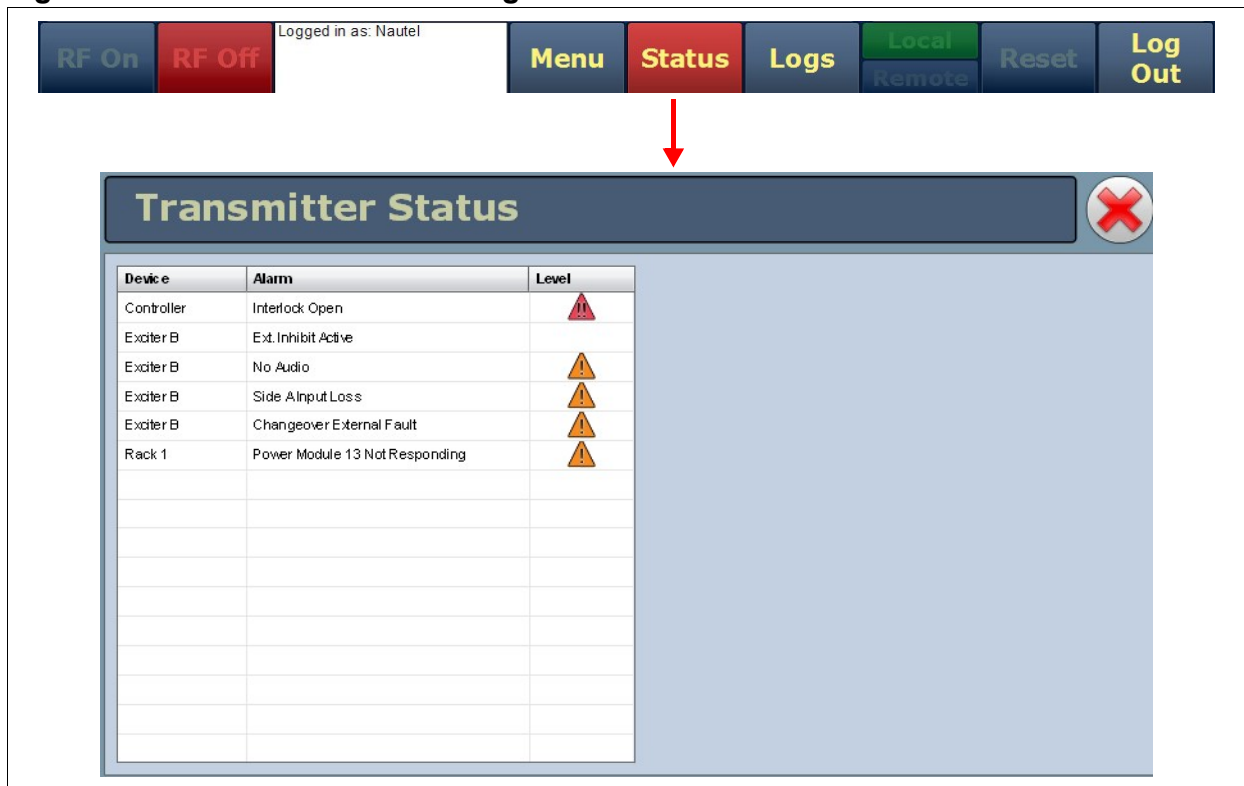 RF On RF Off Logged in as: Nautel Menu Status Logs Local Remote Reset Log Out
Transmitter Status
Device Alarm Level
Controller Interlock Open
Exciter B Ext. Inhibit Active
Exciter B No Audio
Exciter B Side A Input Loss
Exciter B Changeover External Fault
Rack 1 Power Module 13 Not Responding